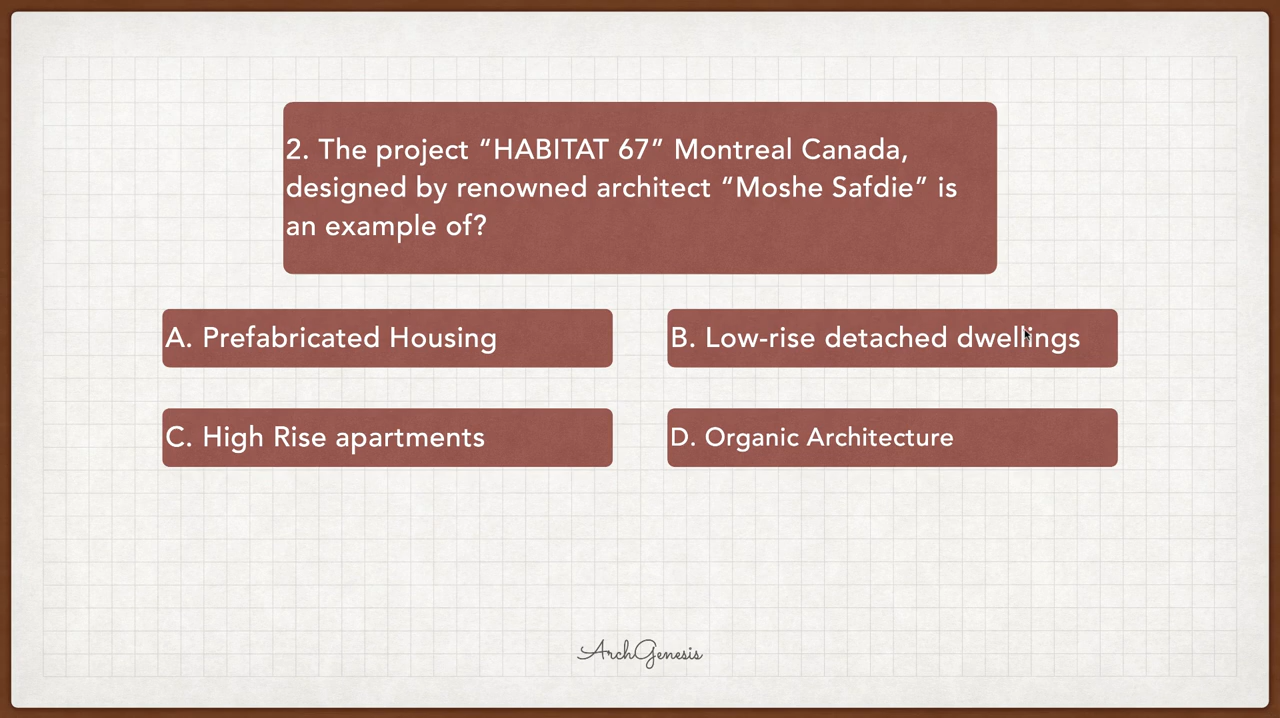 2. The project “HABITAT 67” Montreal Canada,
designed by renowned architect “Moshe Safdie” is
an example of?
A. Prefabricated Housing
B. Low-rise detached dwellings
C. High Rise apartments
D. Organic Architecture
ArchGenesis